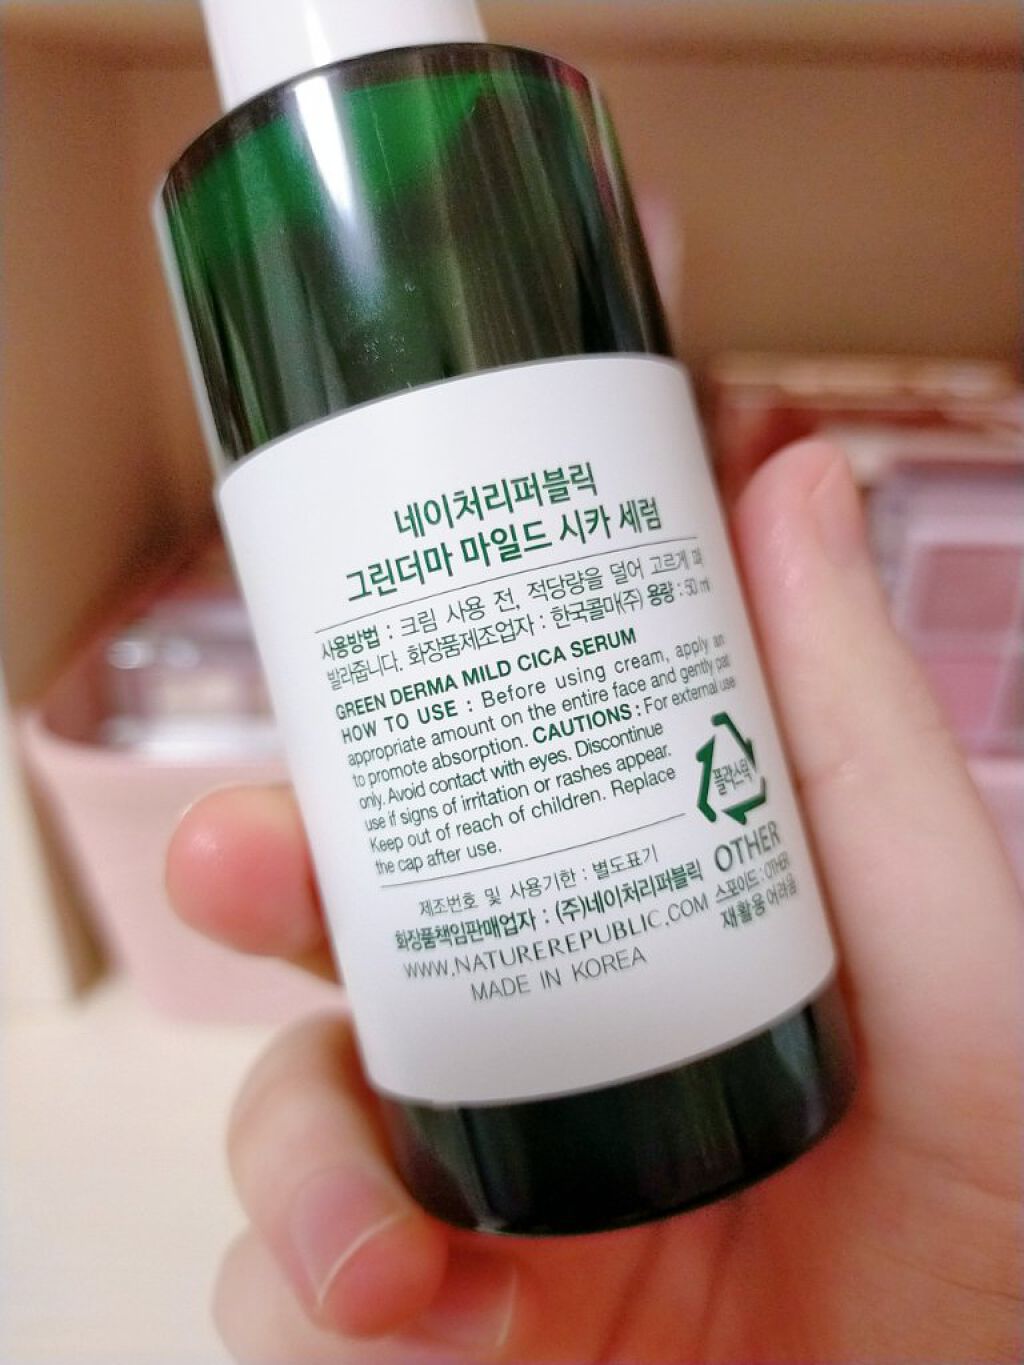 네이처리퍼블릭
그린더마 마일드 시카 세럼
사용방법 : 크림 사용 전, 적당량을 덜어 고르게 펴
발라줍니다. 화장품제조업자 : 한국콜마(주) 용량 : 50 ml
GREEN DERMA MILD CICA SERUM
HOW TO USE : Before using cream, apply an
appropriate amount on the entire face and gently pat
to promote absorption. CAUTIONS : For external use
only. Avoid contact with eyes. Discontinue
use if signs of irritation or rashes appear.
Keep out of reach of children. Replace
the cap after use.
플라스틱
OTHER
스포이드 : OTHER
재활용 어려움
제조번호 및 사용기한 : 별도표기
화장품책임판매업자 : (주)네이처리퍼블릭
WWW.NATUREREPUBLIC.COM
MADE IN KOREA